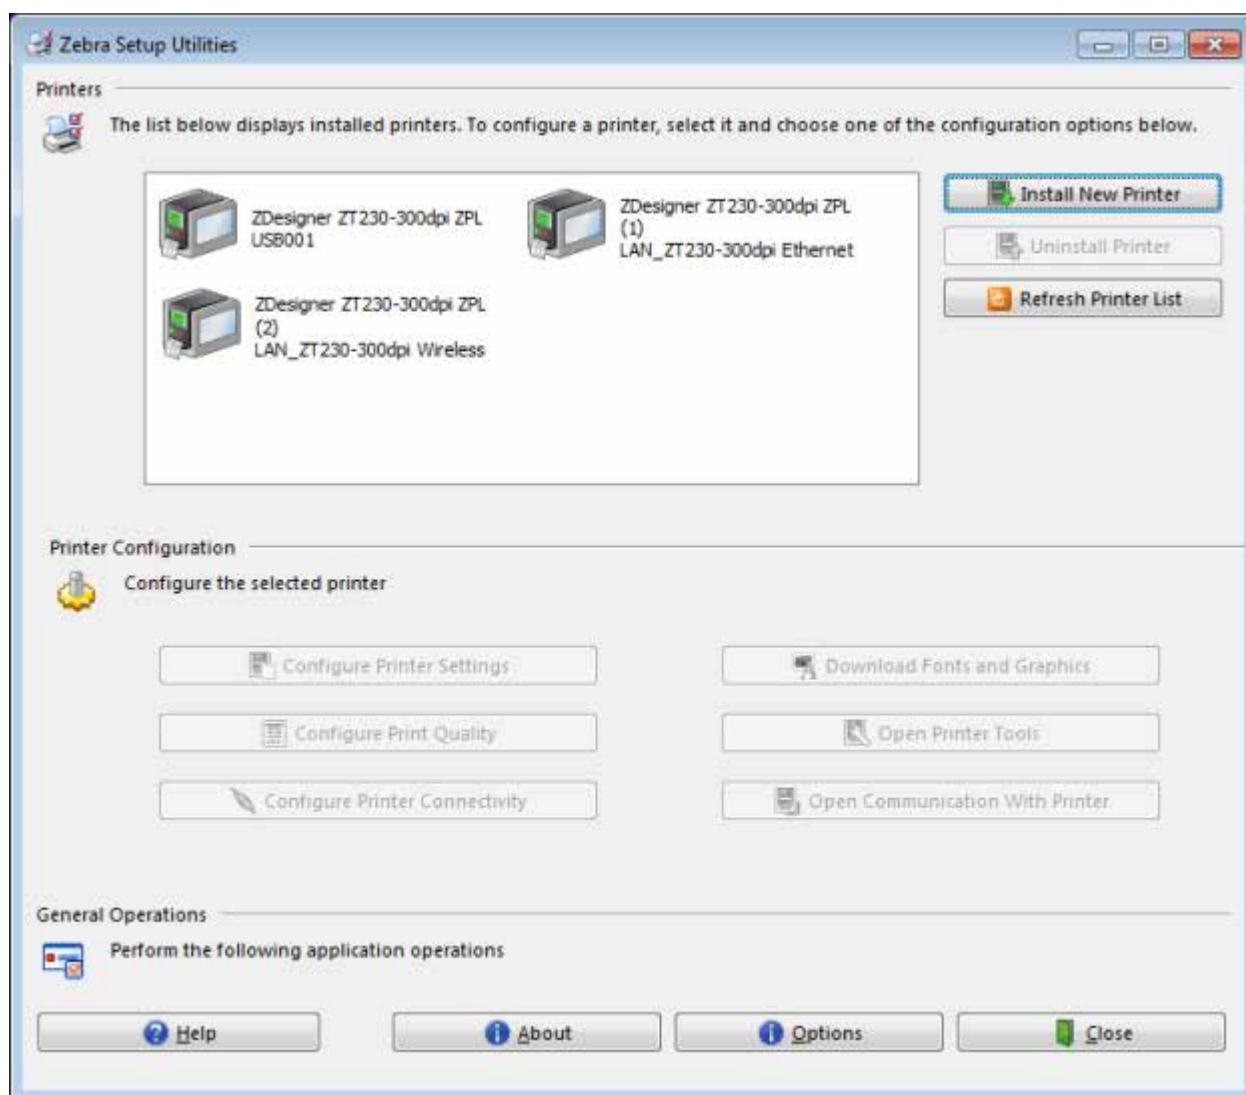 Zebra Setup Utilities
Printers
The list below displays installed printers. To configure a printer, select it and choose one of the configuration options below.
ZDesigner ZT230-300dpi ZPL
USB001
ZDesigner ZT230-300dpi ZPL
(1)
LAN_ZT230-300dpi Ethernet
ZDesigner ZT230-300dpi ZPL
(2)
LAN_ZT230-300dpi Wireless
Install New Printer
Uninstall Printer
Refresh Printer List
Printer Configuration
Configure the selected printer
Configure Printer Settings
Download Fonts and Graphics
Configure Print Quality
Open Printer Tools
Configure Printer Connectivity
Open Communication With Printer
General Operations
Perform the following application operations
Help
About
Options
Close